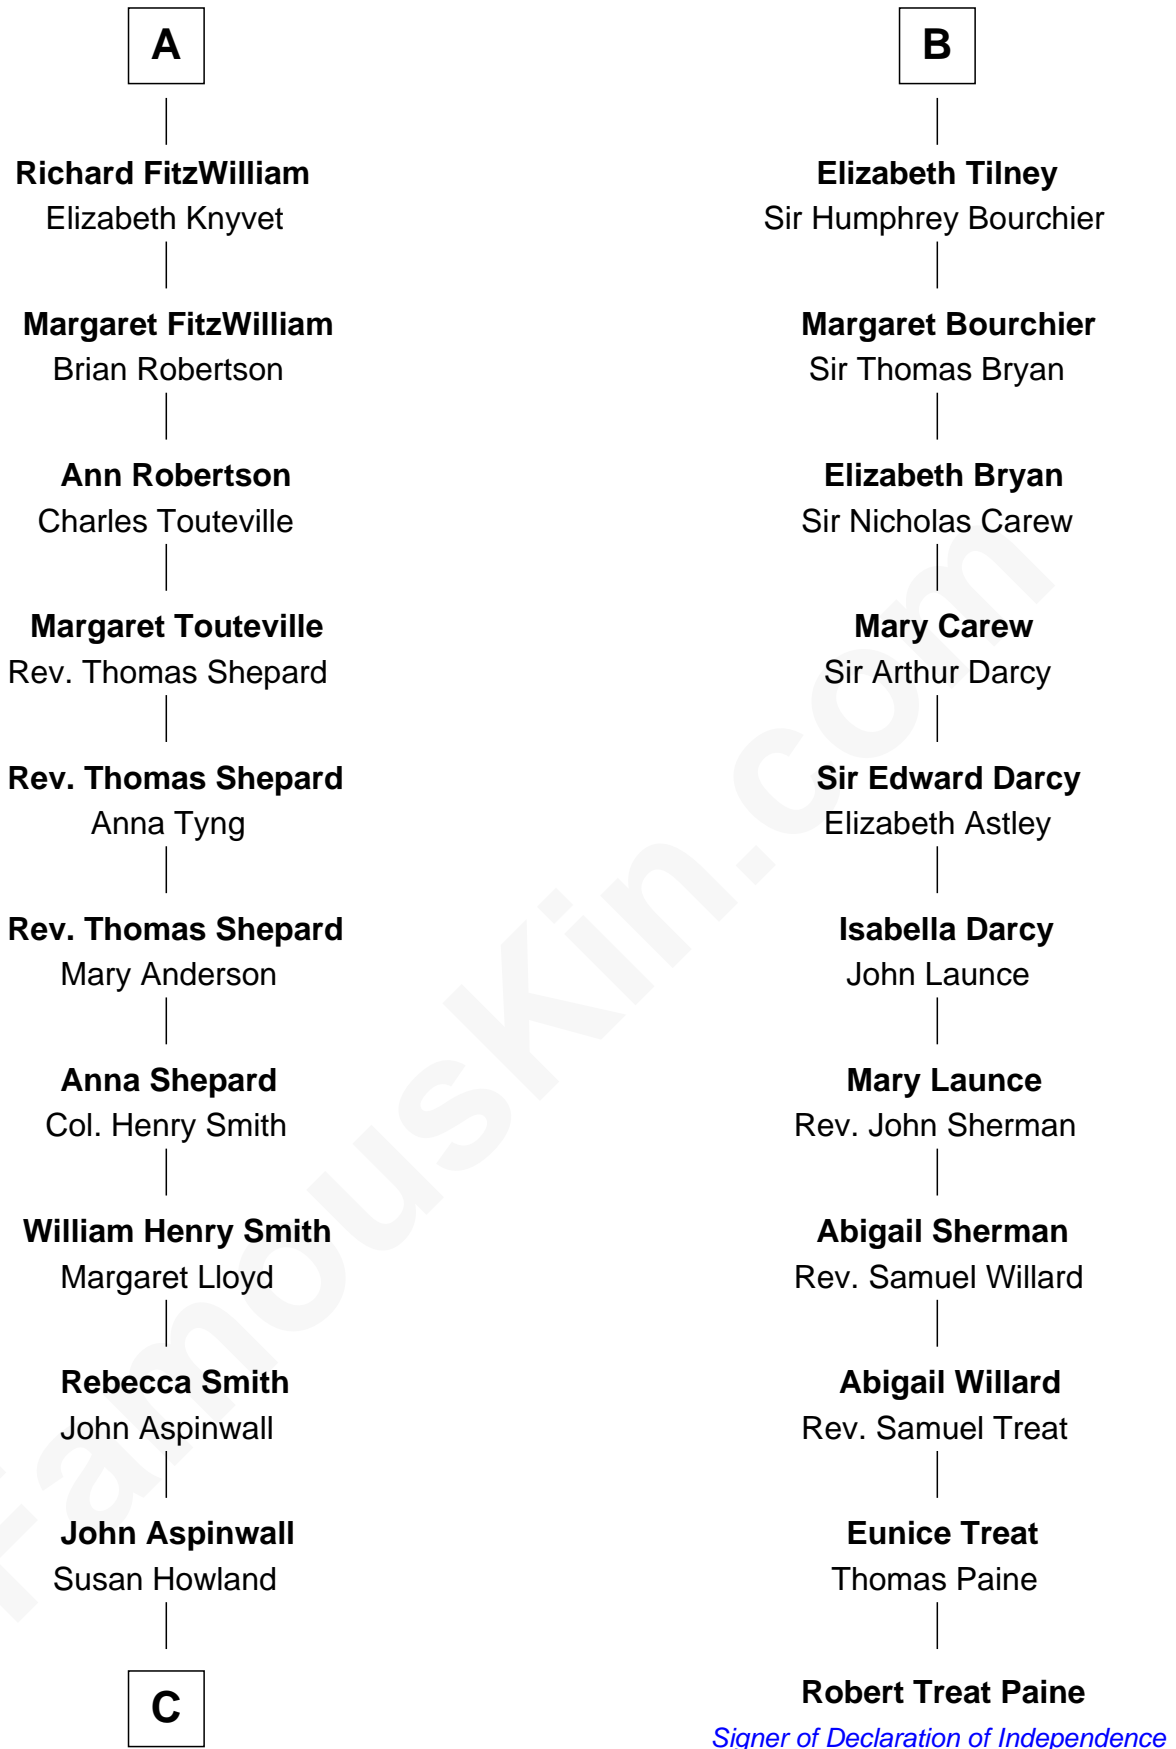 A
Richard FitzWilliam
Elizabeth Knyvet
Margaret FitzWilliam
Brian Robertson
Ann Robertson
Charles Touteville
Margaret Touteville
Rev. Thomas Shepard
Rev. Thomas Shepard
Anna Tyng
Rev. Thomas Shepard
Mary Anderson
Anna Shepard
Col. Henry Smith
William Henry Smith
Margaret Lloyd
Rebecca Smith
John Aspinwall
John Aspinwall
Susan Howland
C
B
Elizabeth Tilney
Sir Humphrey Bourchier
Margaret Bourchier
Sir Thomas Bryan
Elizabeth Bryan
Sir Nicholas Carew
Mary Carew
Sir Arthur Darcy
Sir Edward Darcy
Elizabeth Astley
Isabella Darcy
John Launce
Mary Launce
Rev. John Sherman
Abigail Sherman
Rev. Samuel Willard
Abigail Willard
Rev. Samuel Treat
Eunice Treat
Thomas Paine
Robert Treat Paine
Signer of Declaration of Independence
FamousKin.com